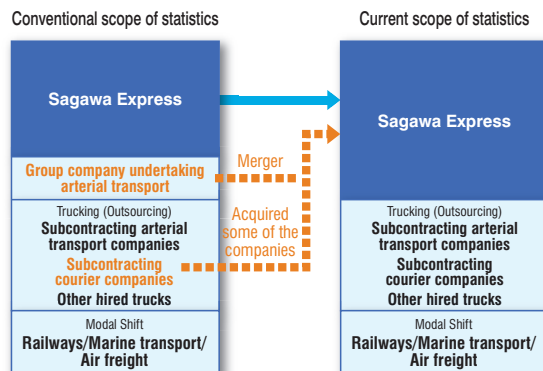 Conventional scope of statistics
Sagawa Express
Group company undertaking
arterial transport
Trucking (Outsourcing)
Subcontracting arterial
transport companies
Subcontracting
courier companies
Other hired trucks
Modal Shift
Railways/Marine transport/
Air freight
Merger
Acquired
some of the
companies
Current scope of statistics
Sagawa Express
Trucking (Outsourcing)
Subcontracting arterial
transport companies
Subcontracting
courier companies
Other hired trucks
Modal Shift
Railways/Marine transport/
Air freight